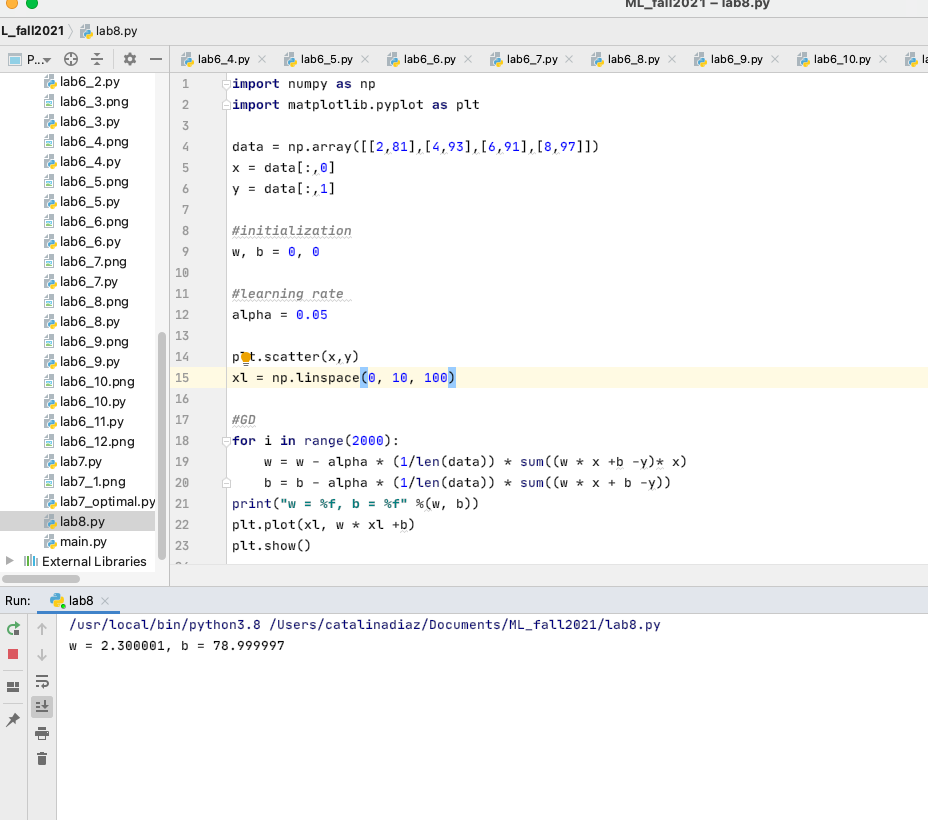 ML_fall2021 – lab8.py
L_fall2021 lab8.py
P... lab6_4.py lab6_5.py lab6_6.py lab6_7.py lab6_8.py lab6_9.py lab6_10.py
lab6_2.py
lab6_3.png
lab6_3.py
lab6_4.png
lab6_4.py
lab6_5.png
lab6_5.py
lab6_6.png
lab6_6.py
lab6_7.png
lab6_7.py
lab6_8.png
lab6_8.py
lab6_9.png
lab6_9.py
lab6_10.png
lab6_10.py
lab6_11.py
lab6_12.png
lab7.py
lab7_1.png
lab7_optimal.py
lab8.py
main.py
External Libraries
1 import numpy as np
2 import matplotlib.pyplot as plt
3
4 data = np.array([[2,81],[4,93],[6,91],[8,97]])
5 x = data[:,0]
6 y = data[:,1]
7
8 #initialization
9 w, b = 0, 0
10
11 #learning rate
12 alpha = 0.05
13
14 plt.scatter(x,y)
15 xl = np.linspace(0, 10, 100)
16
17 #GD
18 for i in range(2000):
19 w = w - alpha * (1/len(data)) * sum((w * x +b -y)* x)
20 b = b - alpha * (1/len(data)) * sum((w * x + b -y))
21 print("w = %f, b = %f" %(w, b))
22 plt.plot(xl, w * xl +b)
23 plt.show()
Run: lab8
/usr/local/bin/python3.8 /Users/catalinadiaz/Documents/ML_fall2021/lab8.py
w = 2.300001, b = 78.999997